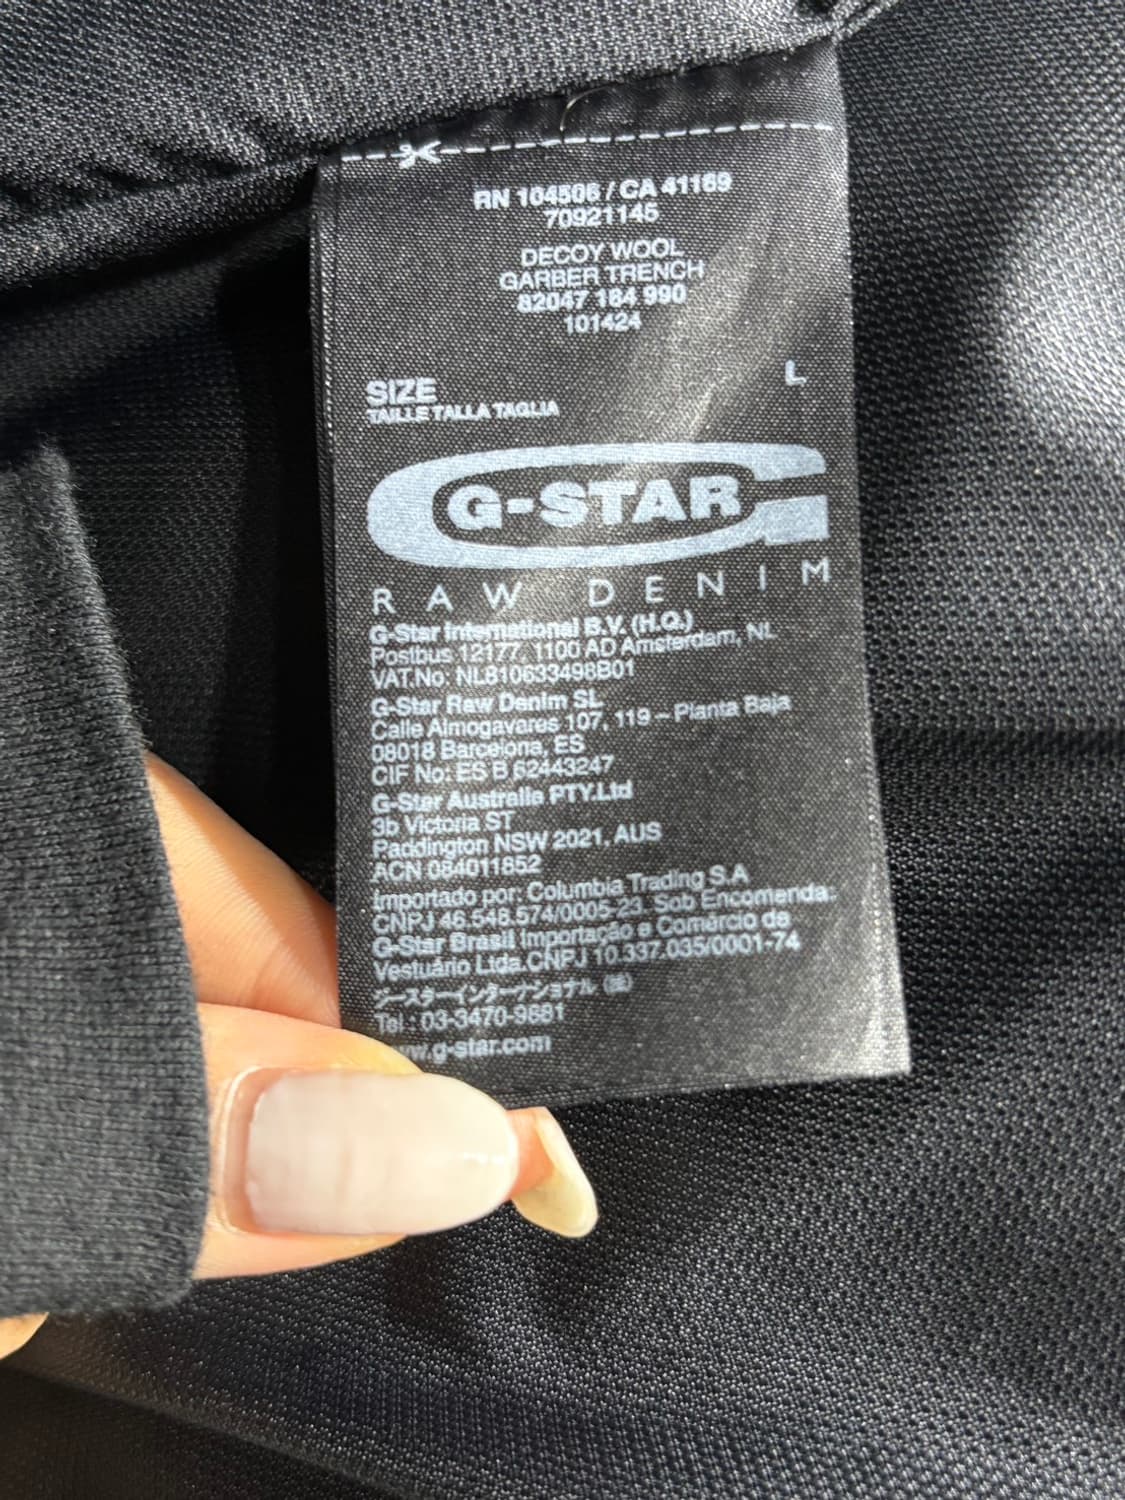 RN 104506 / CA 41169
70921145
DECOY WOOL
GARBER TRENCH
82047 184 990
101424
L
SIZE
TAILLE TALLA TAGLIA
G-STAR
RAW DENIM
G-Star International B.V. (H.Q.)
Postbus 12177, 1100 AD Amsterdam, NL
VAT.No: NL810633498B01
G-Star Raw Denim SL
Calle Almogavares 107, 119 – Planta Baja
08018 Barcelona, ES
CIF No: ES B 62443247
G-Star Australia PTY.Ltd
3b Victoria ST
Paddington NSW 2021, AUS
ACN 084011852
Importado por: Columbia Trading S.A
CNPJ 46.548.574/0005-23. Sob Encomenda.
G-Star Brasil Importação e Comércio de
Vestuário Ltda.CNPJ 10.337.035/0001-74
ジースターインターナショナル (株)
Tel : 03-3470-9681
www.g-star.com